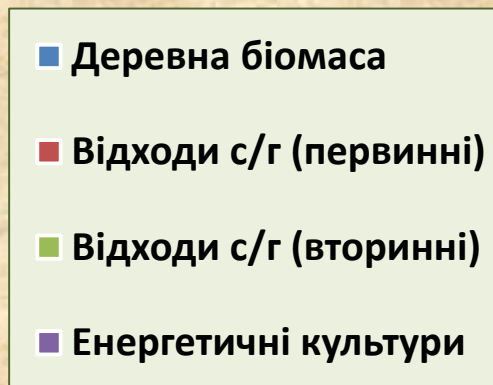 Деревна біомаса
Відходи с/г (первинні)
Відходи с/г (вторинні)
Енергетичні культури